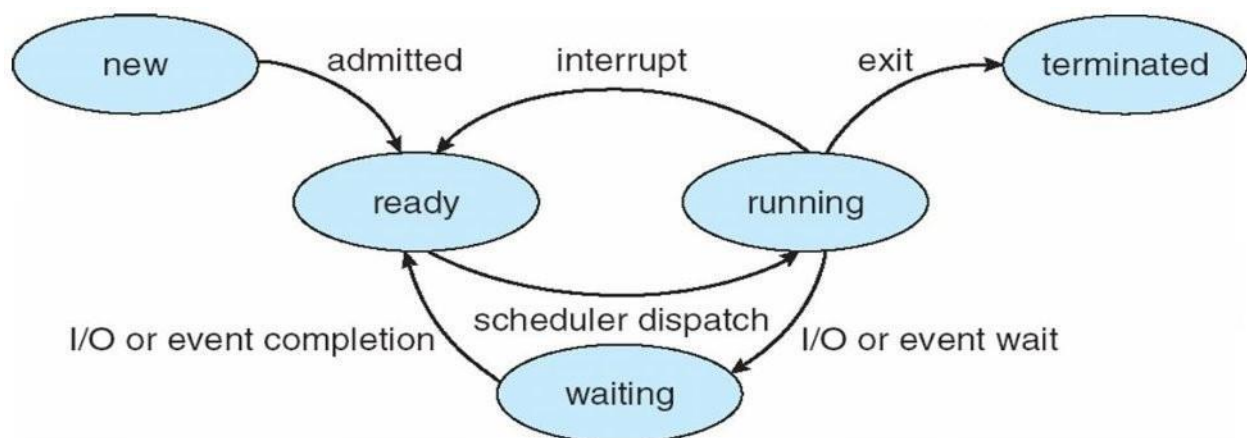 new
admitted
interrupt
exit
terminated
ready
running
I/O or event completion
scheduler dispatch
I/O or event wait
waiting